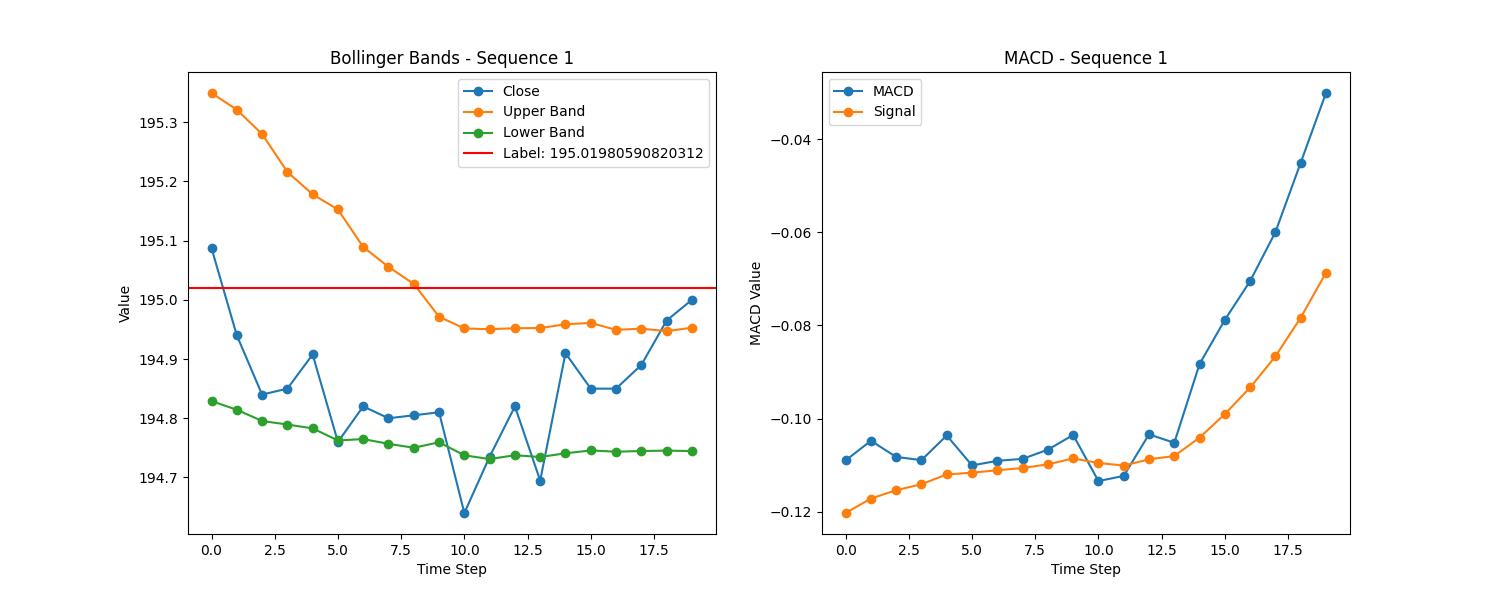 Bollinger Bands - Sequence 1
Close
Upper Band
Lower Band
Label: 195.01980590820312
Value
195.3
195.2
195.1
195.0
194.9
194.8
194.7
0.0 2.5 5.0 7.5 10.0 12.5 15.0 17.5
Time Step
MACD - Sequence 1
MACD
Signal
MACD Value
−0.04
−0.06
−0.08
−0.10
−0.12
0.0 2.5 5.0 7.5 10.0 12.5 15.0 17.5
Time Step